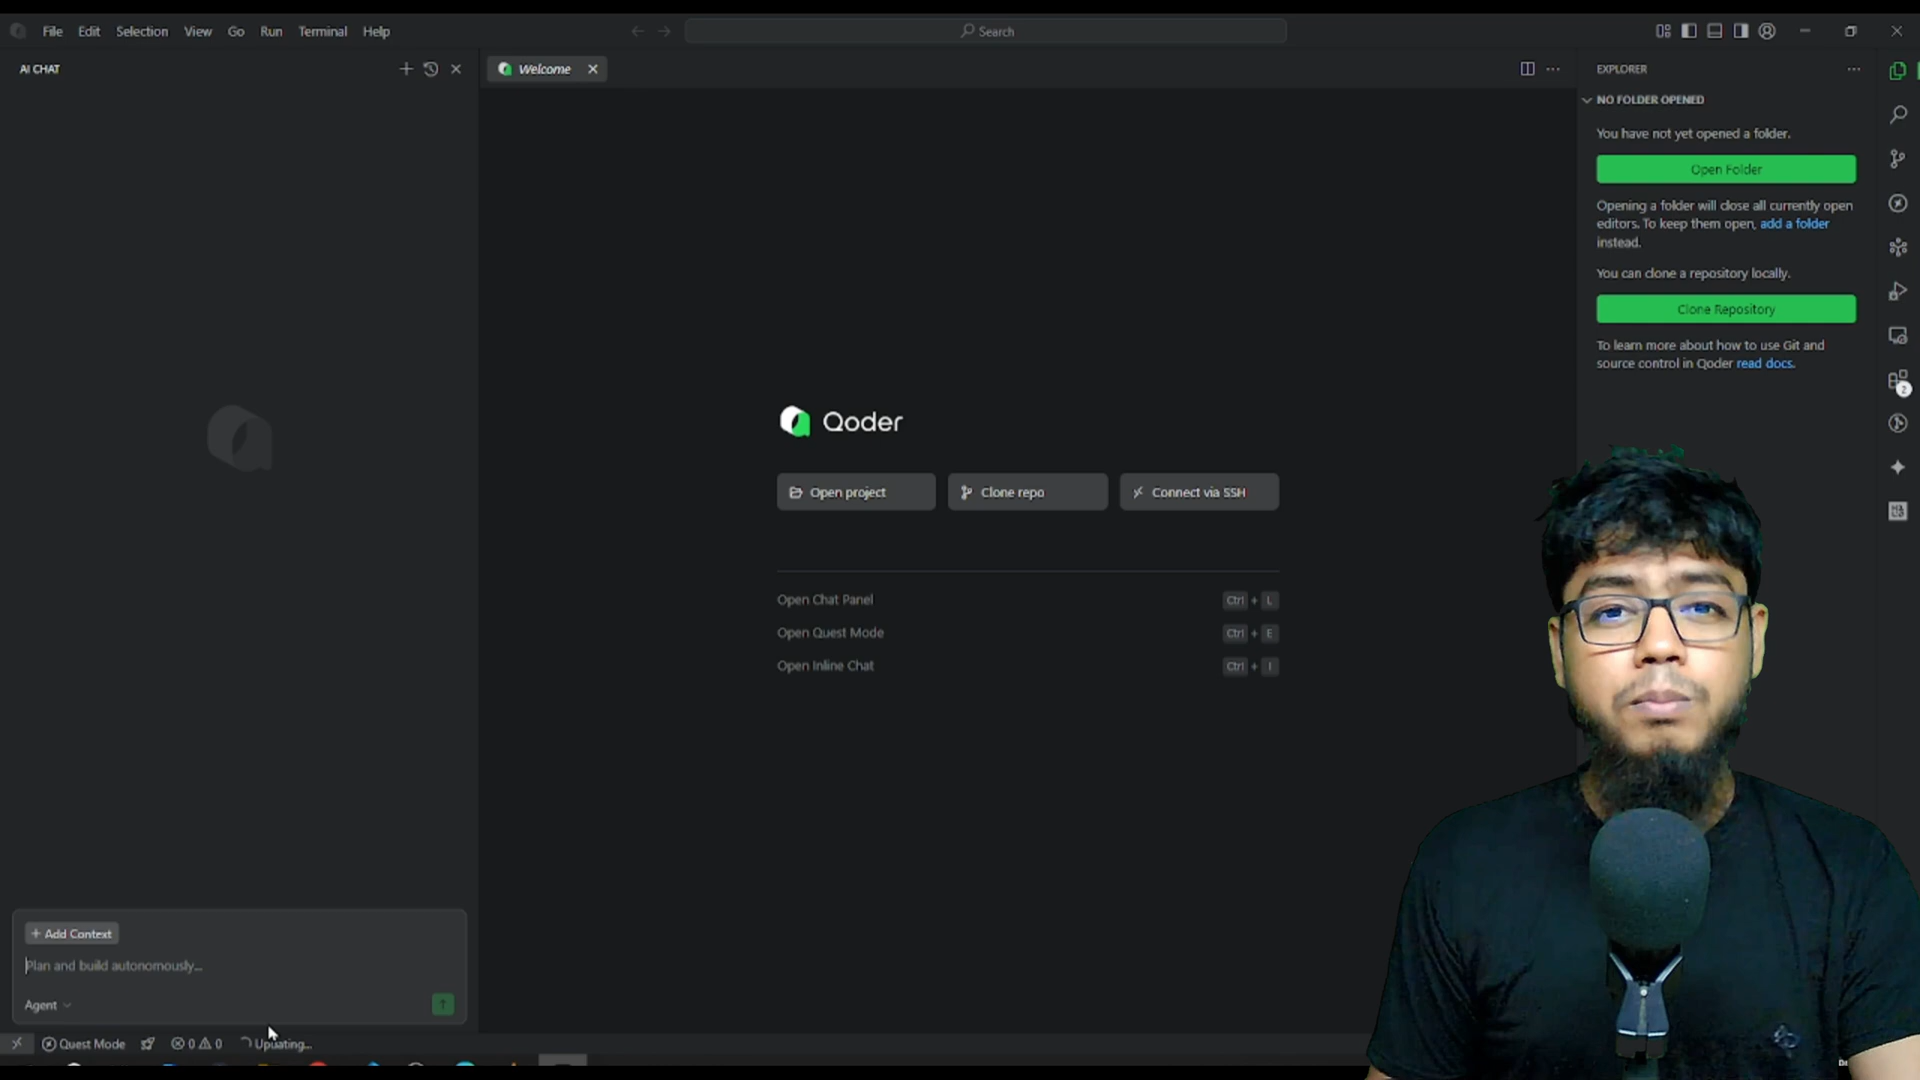 File Edit Selection View Go Run Terminal Help
Search
AI CHAT
Welcome
EXPLORER
NO FOLDER OPENED
You have not yet opened a folder.
Open Folder
Opening a folder will close all currently open
editors. To keep them open, add a folder
instead.
You can clone a repository locally.
Clone Repository
To learn more about how to use Git and
source control in Qoder read docs.
2
Qoder
Open project
Clone repo
Connect via SSH
Open Chat Panel Ctrl + L
Open Quest Mode Ctrl + E
Open Inline Chat Ctrl + I
+ Add Context
Plan and build autonomously...
Agent
Quest Mode 0 0 Updating...